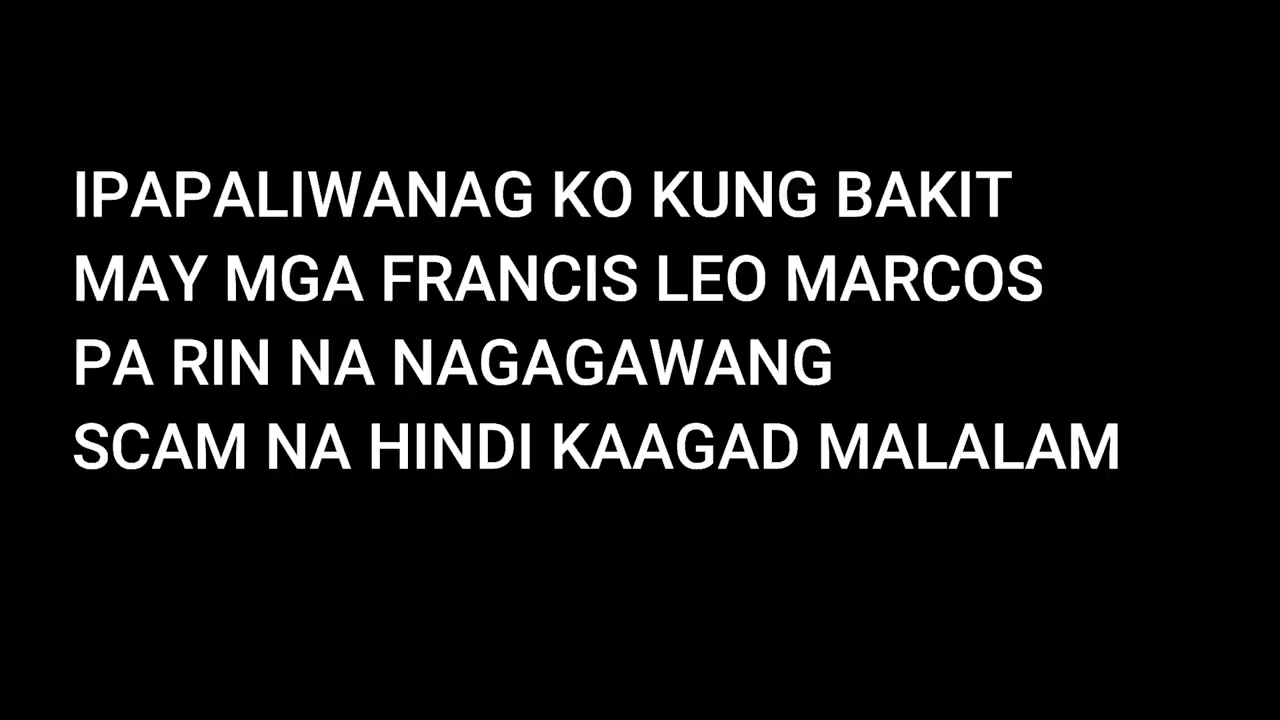 IPAPALIWANAG KO KUNG BAKIT
MAY MGA FRANCIS LEO MARCOS
PA RIN NA NAGAGAWANG
SCAM NA HINDI KAAGAD MALALAM